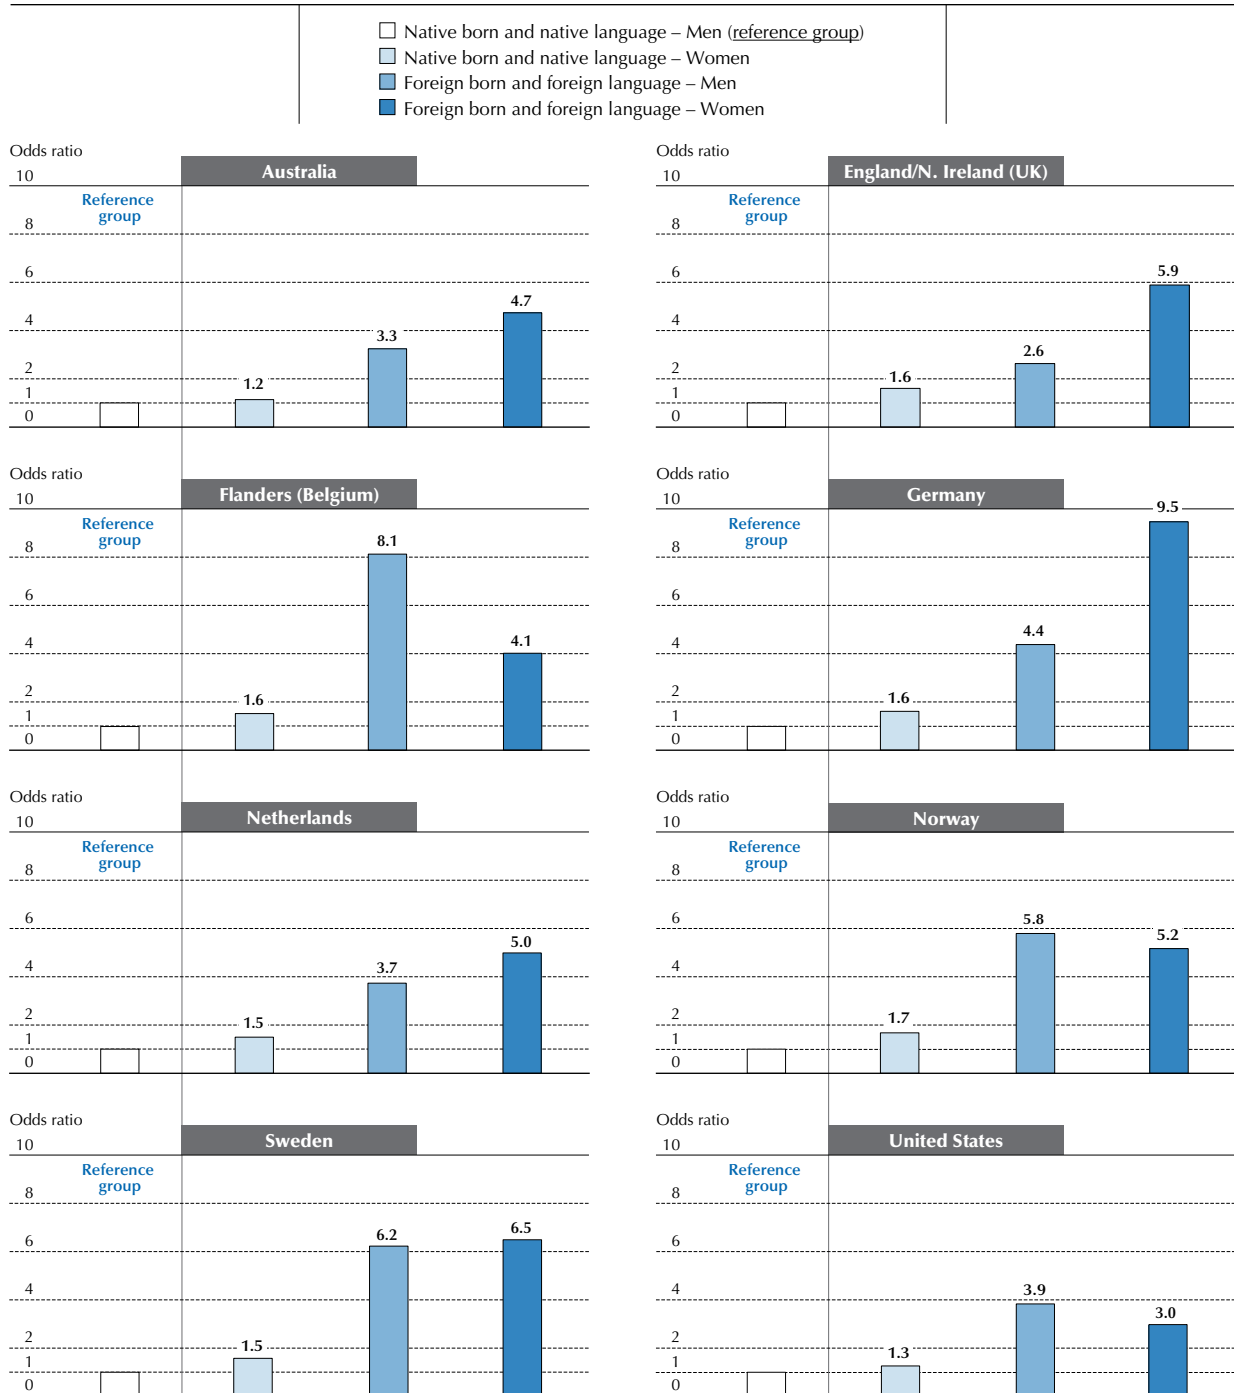 Native born and native language – Men (reference group)
Native born and native language – Women
Foreign born and foreign language – Men
Foreign born and foreign language – Women
Odds ratio
Australia
10
Reference
group
8
6
4
2
1
0
1.2
3.3
4.7
Odds ratio
England/N. Ireland (UK)
10
Reference
group
8
6
4
2
1
0
1.6
2.6
5.9
Odds ratio
Flanders (Belgium)
10
Reference
group
8
6
4
2
1
0
1.6
8.1
4.1
Odds ratio
Germany
10
Reference
group
8
6
4
2
1
0
1.6
4.4
9.5
Odds ratio
Netherlands
10
Reference
group
8
6
4
2
1
0
1.5
3.7
5.0
Odds ratio
Norway
10
Reference
group
8
6
4
2
1
0
1.7
5.8
5.2
Odds ratio
Sweden
10
Reference
group
8
6
4
2
1
0
1.5
6.2
6.5
Odds ratio
United States
10
Reference
group
8
6
4
2
1
0
1.3
3.9
3.0